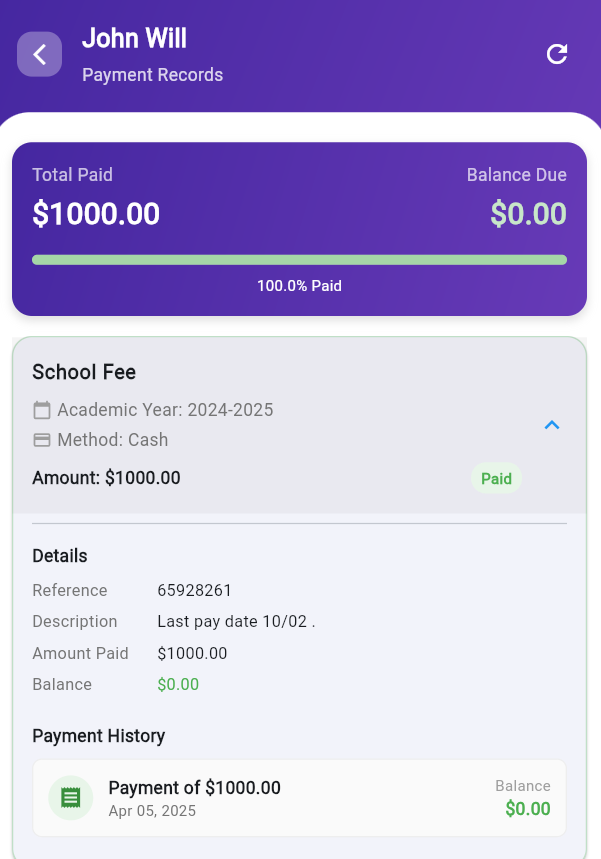 John Will
Payment Records
Total Paid
Balance Due
$1000.00
$0.00
100.0% Paid
School Fee
Academic Year: 2024-2025
Method: Cash
Amount: $1000.00
Paid
Details
Reference 65928261
Description Last pay date 10/02 .
Amount Paid $1000.00
Balance $0.00
Payment History
Payment of $1000.00
Apr 05, 2025
Balance
$0.00